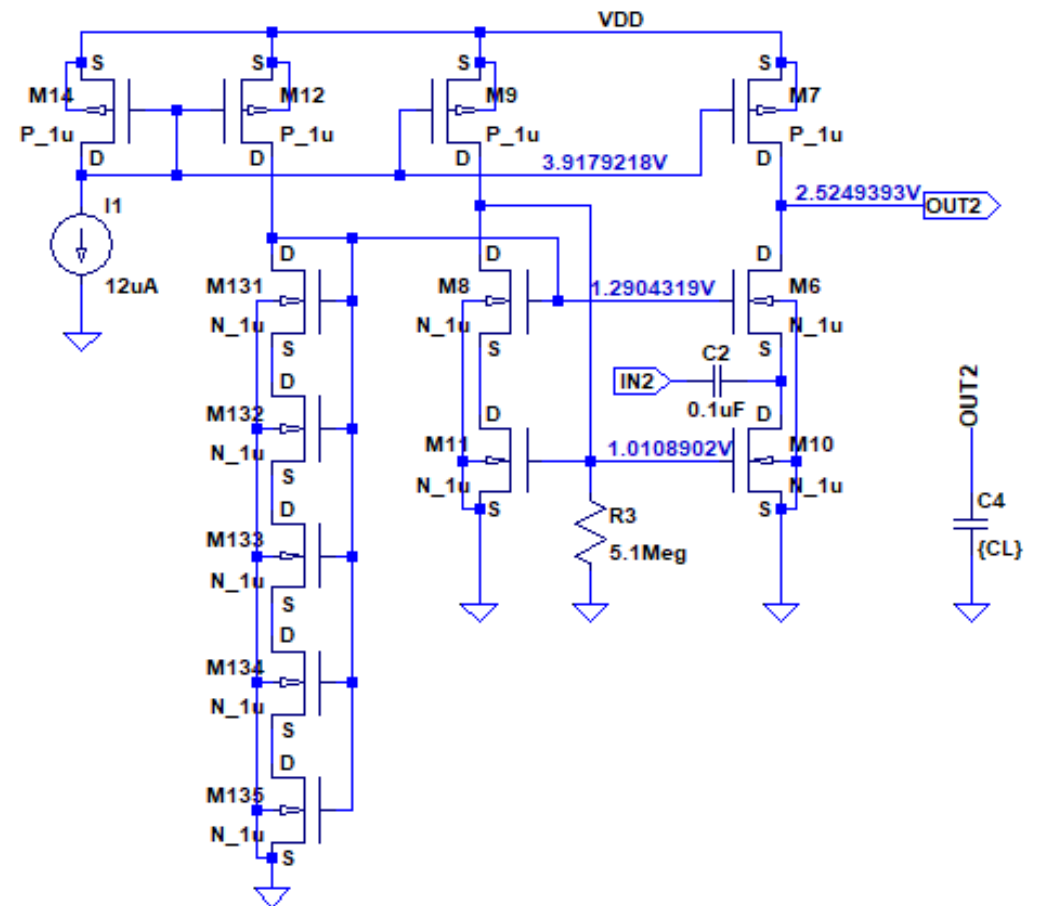 VDD
S
S
S
S
M14
M12
M9
M7
P_1u
P_1u
P_1u
P_1u
D
D
D
D
3.9179218V
I1
12uA
2.5249393V
OUT2
D
D
D
M131
M8
1.2904319V
M6
N_1u
N_1u
N_1u
S
S
S
C2
IN2
0.1uF
D
D
D
M132
M11
1.0108902V
M10
N_1u
N_1u
N_1u
S
S
S
OUT2
C4
{CL}
R3
5.1Meg
D
M133
N_1u
S
D
M134
N_1u
S
D
M135
N_1u
S